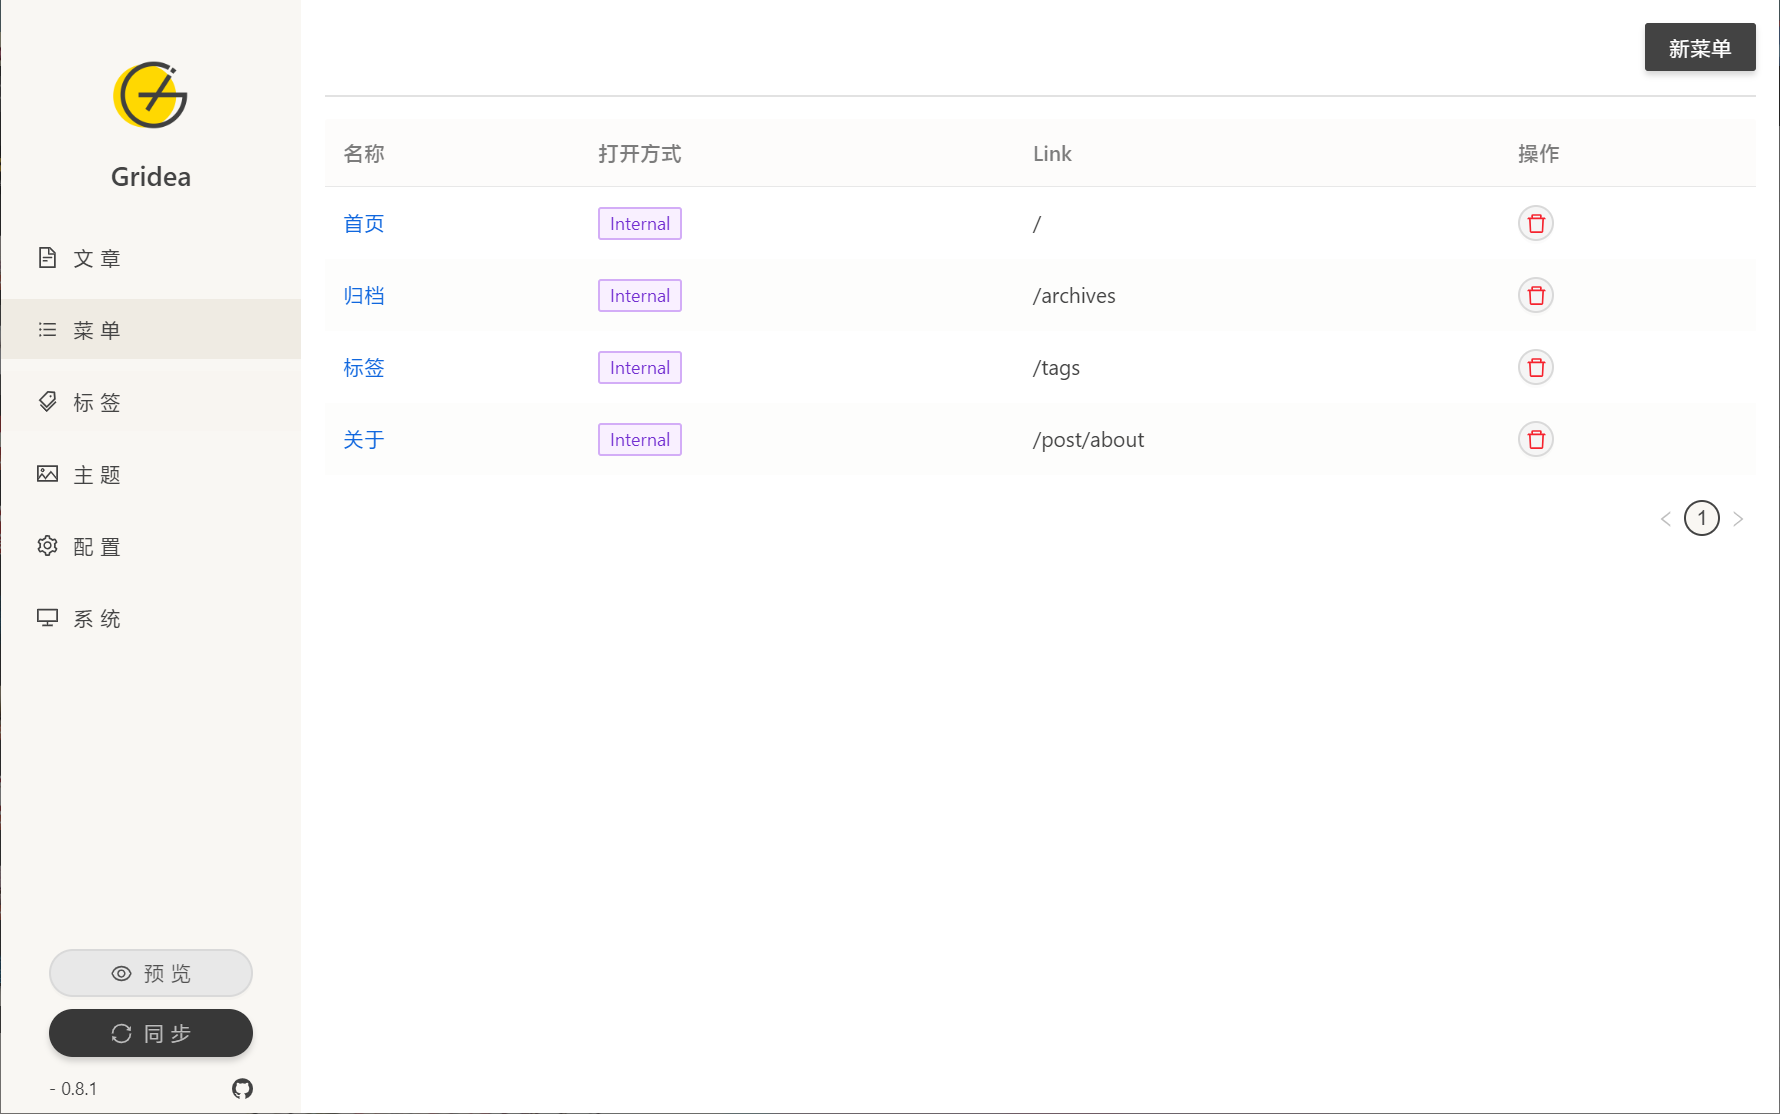 Gridea
文章
菜单
标签
主题
配置
系统
预览
同步
- 0.8.1
新菜单
名称 打开方式 Link 操作
首页 Internal /
归档 Internal /archives
标签 Internal /tags
关于 Internal /post/about
1